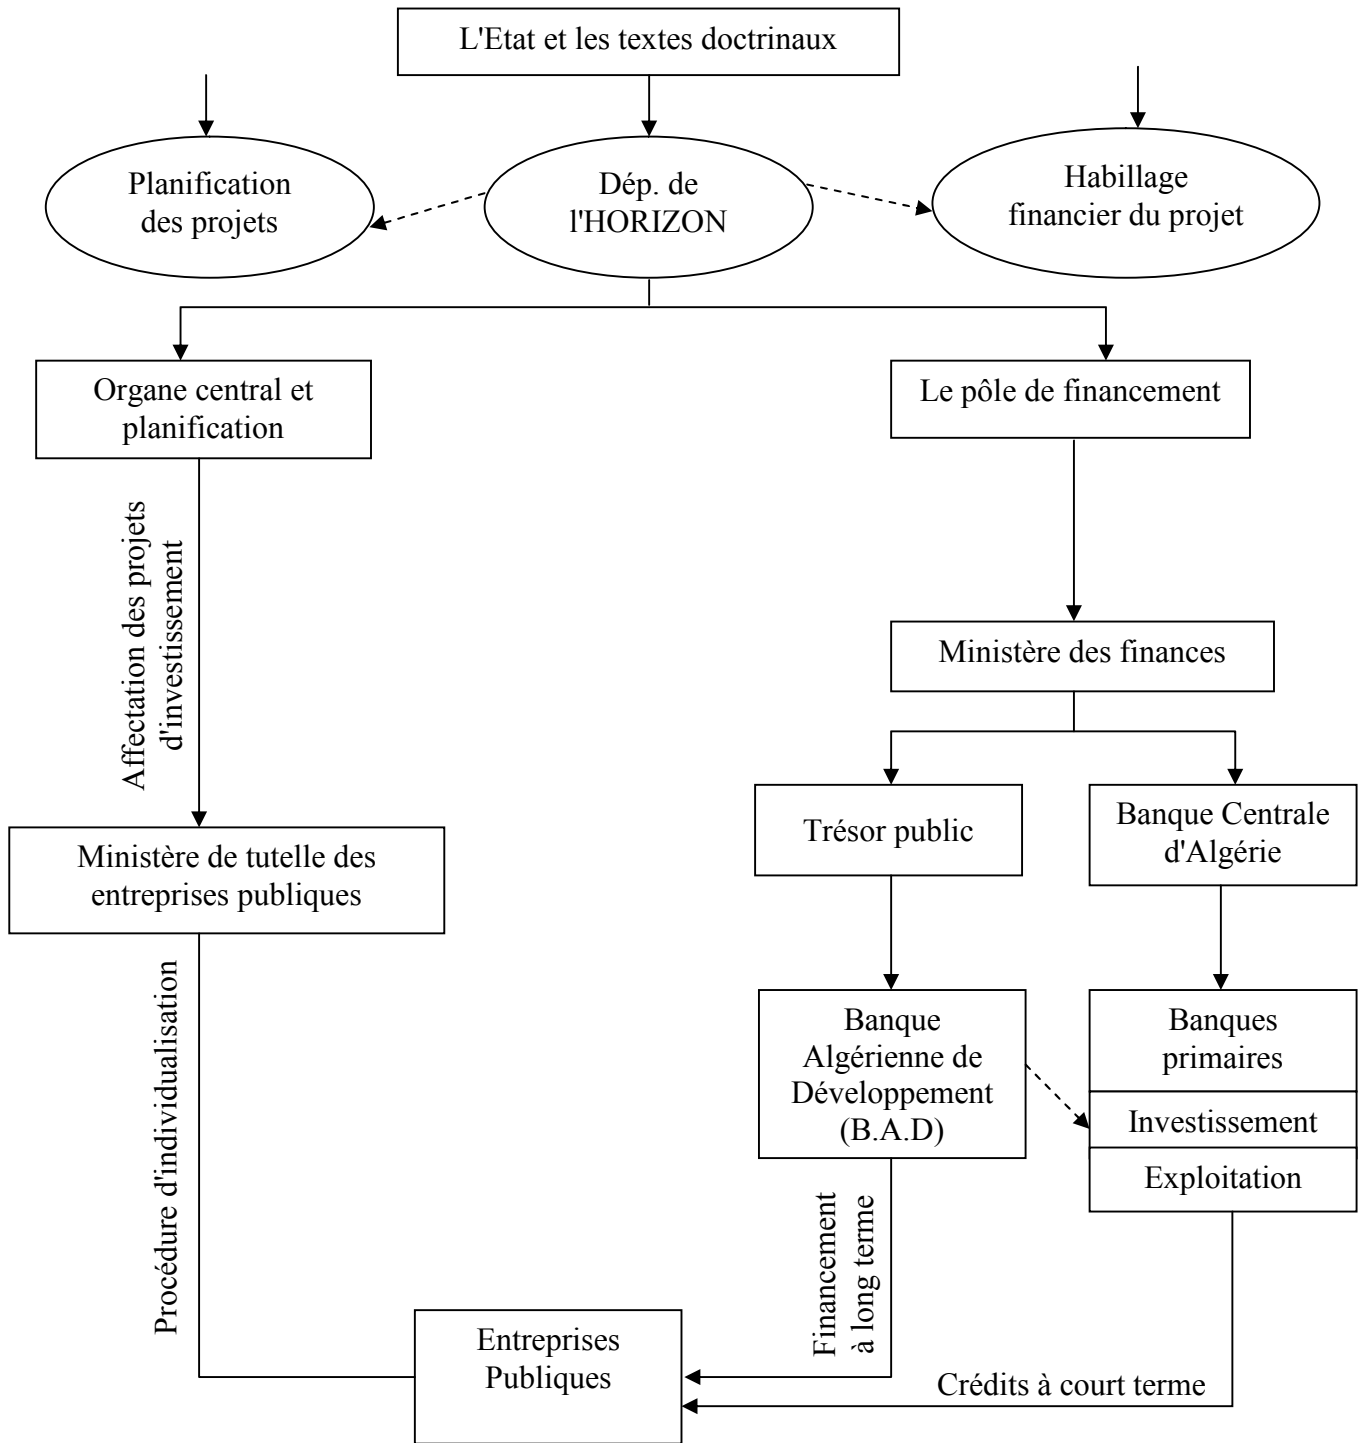 L'Etat et les textes doctrinaux
Planification
des projets
Dép. de
l'HORIZON
Habillage
financier du projet
Organe central et
planification
Le pôle de financement
Affectation des projets
d'investissement
Ministère des finances
Trésor public
Banque Centrale
d'Algérie
Ministère de tutelle des
entreprises publiques
Procédure d'individualisation
Banque
Algérienne de
Développement
(B.A.D)
Banques
primaires
Investissement
Exploitation
Financement
à long terme
Entreprises
Publiques
Crédits à court terme